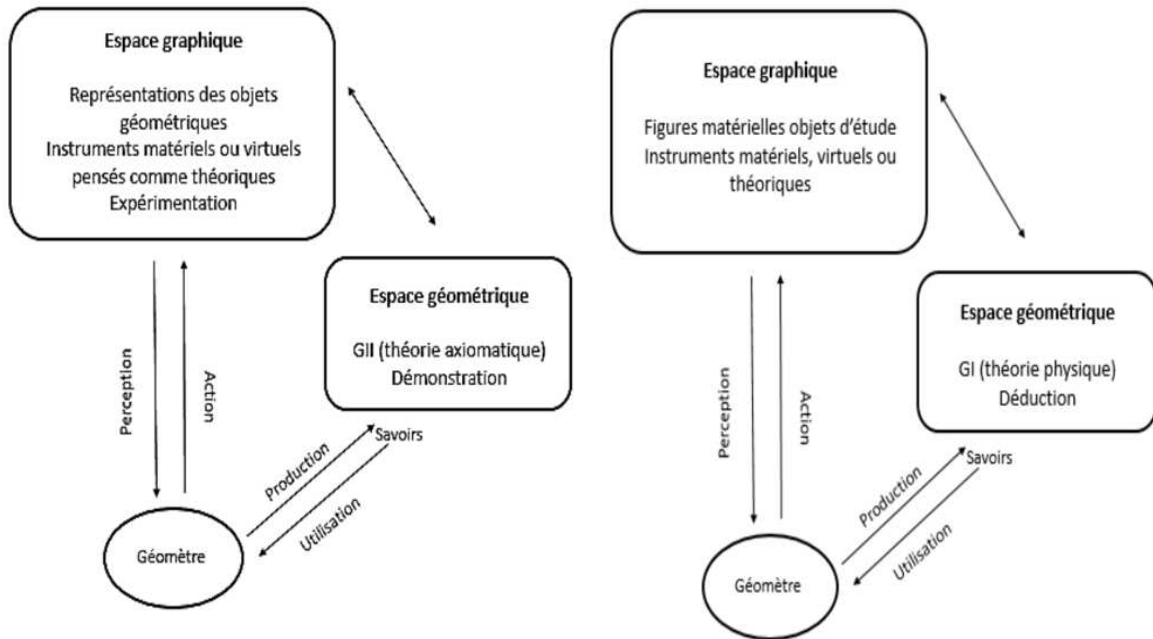 Espace graphique
Représentations des objets
géométriques
Instruments matériels ou virtuels
pensés comme théoriques
Expérimentation
Espace géométrique
GII (théorie axiomatique)
Démonstration
Perception
Action
Production
Savoirs
Utilisation
Géomètre
Espace graphique
Figures matérielles objets d'étude
Instruments matériels, virtuels ou
théoriques
Espace géométrique
GI (théorie physique)
Déduction
Perception
Action
Production
Savoirs
Utilisation
Géomètre